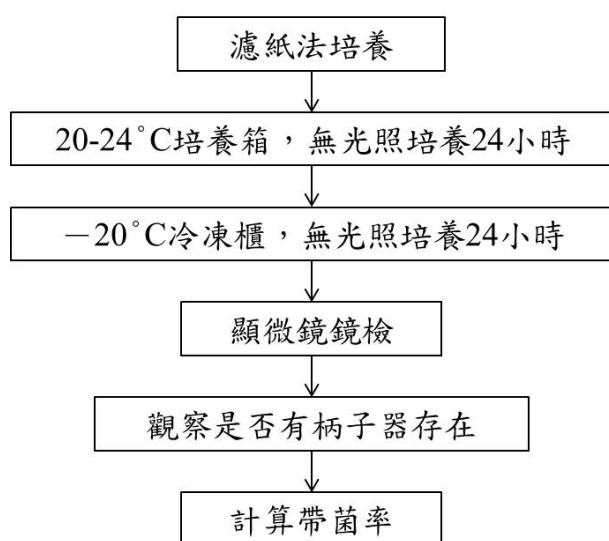 濾紙法培養
20-24°C培養箱，無光照培養24小時
－20°C冷凍櫃，無光照培養24小時
顯微鏡鏡檢
觀察是否有柄子器存在
計算帶菌率